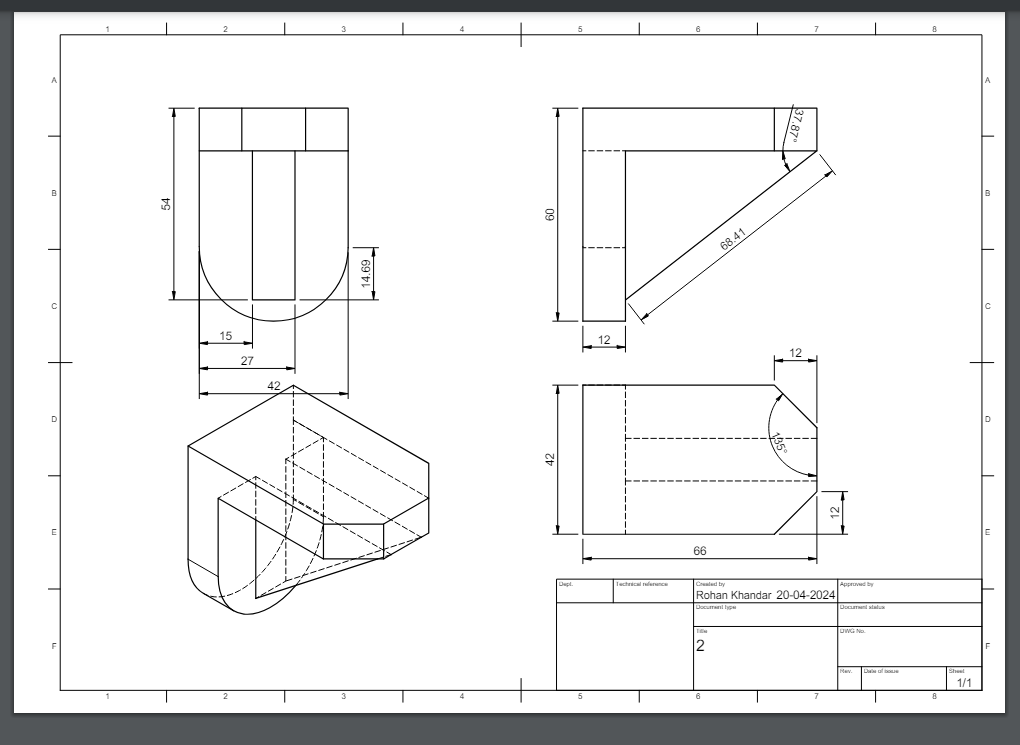 1 2 3 4 5 6 7 8
A A
B B
C C
D D
E E
F F
54
14.69
15
27
42
60
37.87°
68.41
12
12
42
135°
12
66
Dept. Technical reference Created by Approved by
Rohan Khandar 20-04-2024
Document type Document status
Title DWG No.
2
Rev. Date of issue Sheet
1/1
1 2 3 4 5 6 7 8